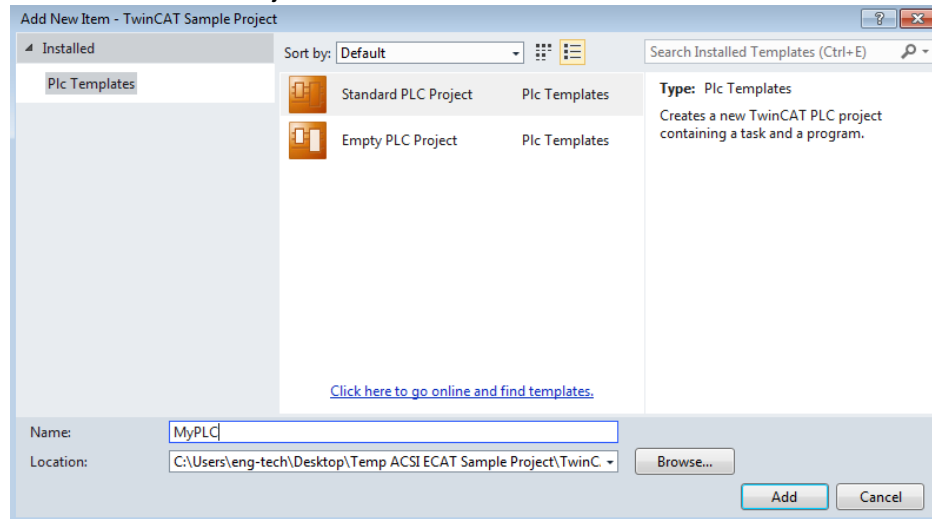 Add New Item - TwinCAT Sample Project
Installed
Sort by: Default
Search Installed Templates (Ctrl+E)
Plc Templates
Standard PLC Project Plc Templates
Empty PLC Project Plc Templates
Type: Plc Templates
Creates a new TwinCAT PLC project
containing a task and a program.
Click here to go online and find templates.
Name: MyPLC
Location: C:\Users\eng-tech\Desktop\Temp ACSI ECAT Sample Project\TwinC. Browse...
Add Cancel